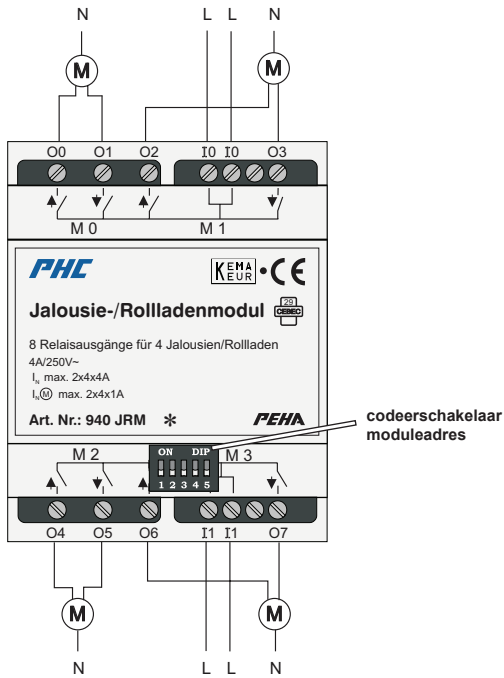 N L L N
M M
O0 O1 O2 I0 I0 O3
M 0 M 1
PHC KEMA EUR CE
Jalousie-/Rollladenmodul 29 CEBEC
8 Relaisausgänge für 4 Jalousien/Rollladen
4A/250V~
IN max. 2x4x4A
IN M max. 2x4x1A
Art. Nr.: 940 JRM * PEHA
codeerschakelaar
moduleadres
M 2 ON DIP M 3
1 2 3 4 5
O4 O5 O6 I1 I1 O7
M M
N L L N